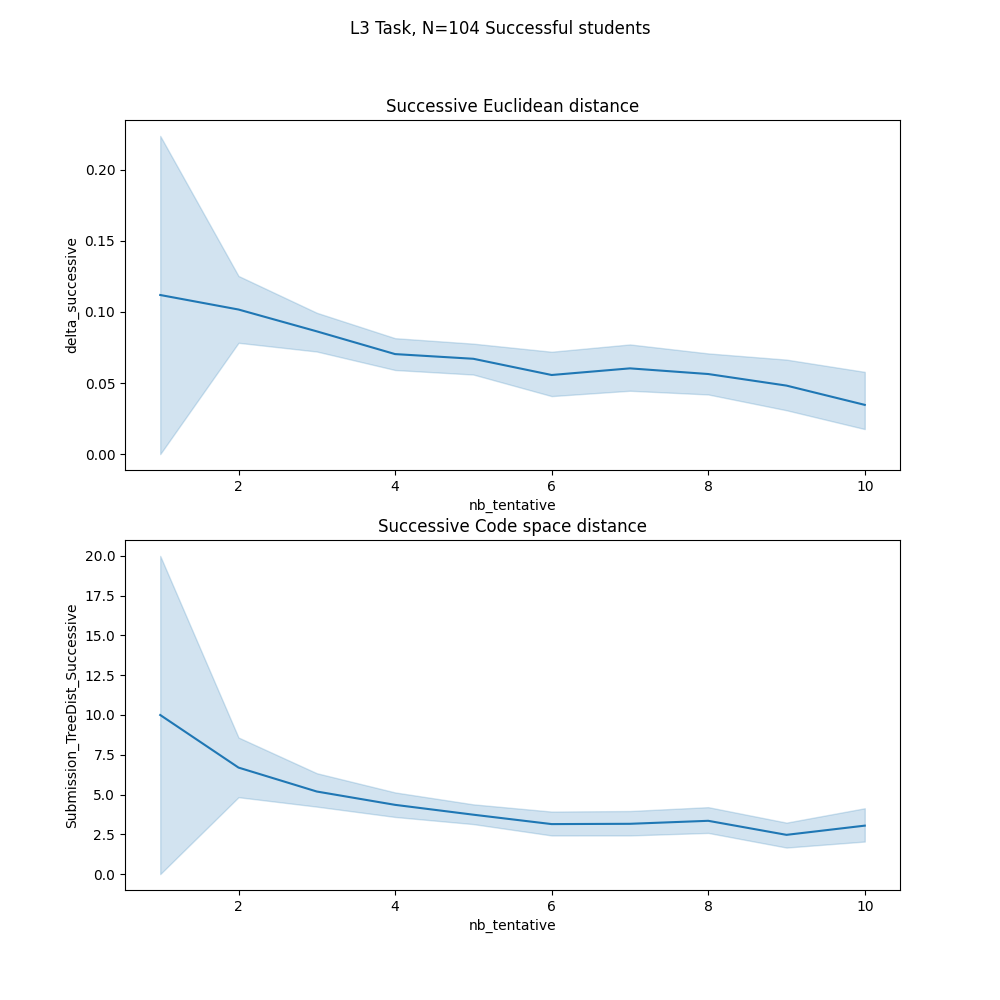 L3 Task, N=104 Successful students
Successive Euclidean distance
delta_successive
0.20
0.15
0.10
0.05
0.00
2 4 6 8 10
nb_tentative
Successive Code space distance
Submission_TreeDist_Successive
20.0
17.5
15.0
12.5
10.0
7.5
5.0
2.5
0.0
2 4 6 8 10
nb_tentative